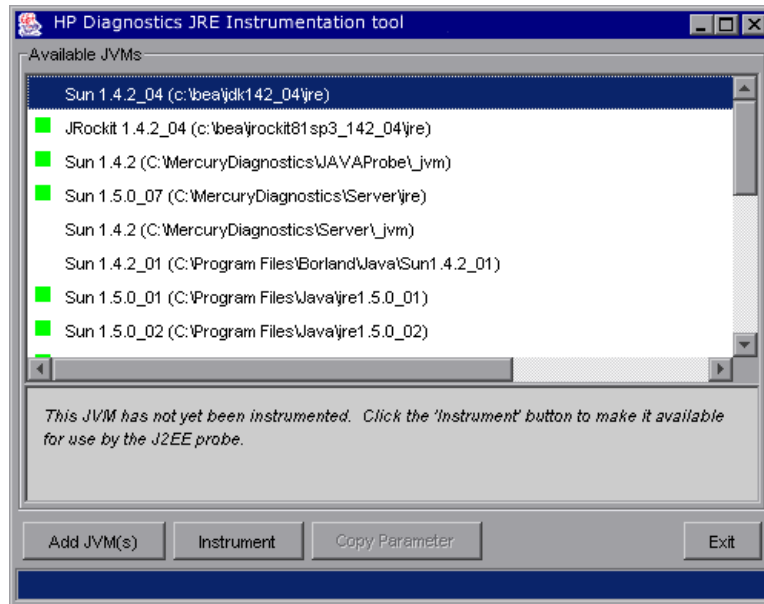 HP Diagnostics JRE Instrumentation tool
Available JVMs
Sun 1.4.2_04 (c:\bea\jdk142_04\jre)
JRockit 1.4.2_04 (c:\bea\jrockit81sp3_142_04\jre)
Sun 1.4.2 (C:\MercuryDiagnostics\JAVAProbe\_jvm)
Sun 1.5.0_07 (C:\MercuryDiagnostics\Server\jre)
Sun 1.4.2 (C:\MercuryDiagnostics\Server\_jvm)
Sun 1.4.2_01 (C:\Program Files\Borland\Java\Sun1.4.2_01)
Sun 1.5.0_01 (C:\Program Files\Java\jre1.5.0_01)
Sun 1.5.0_02 (C:\Program Files\Java\jre1.5.0_02)
This JVM has not yet been instrumented. Click the 'Instrument' button to make it available
for use by the J2EE probe.
Add JVM(s) Instrument Copy Parameter Exit